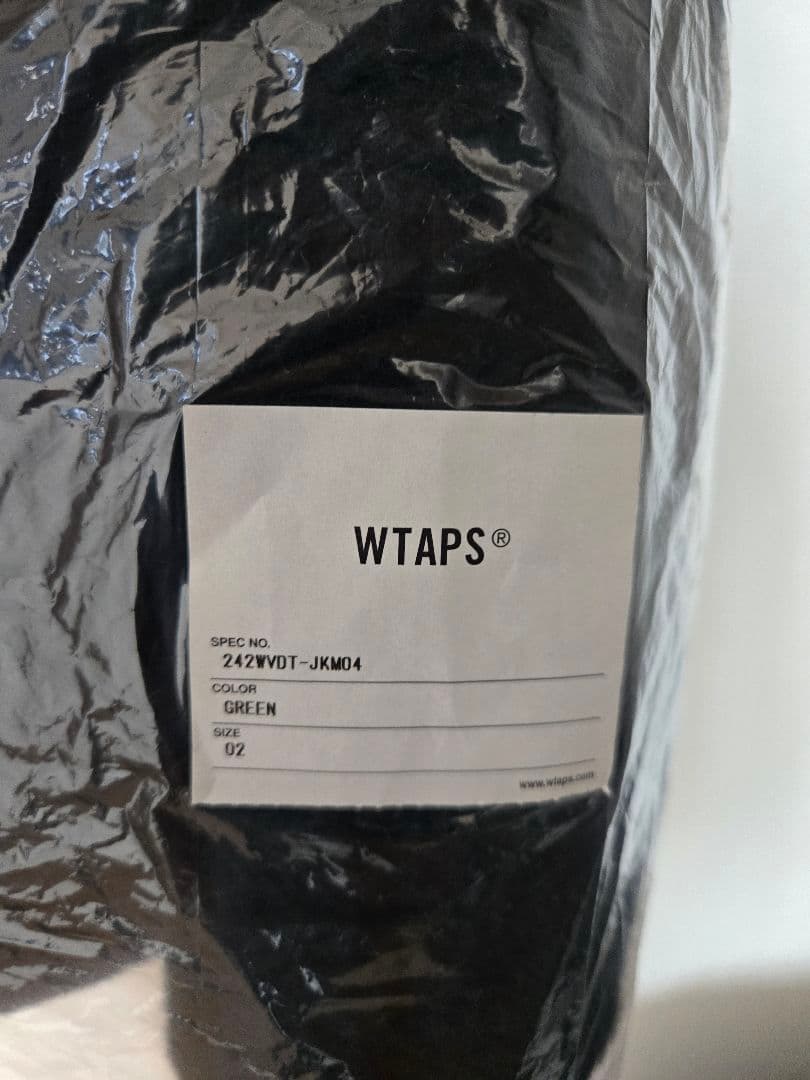 WTAPS®
SPEC NO.
242WVDT-JKM04
COLOR
GREEN
SIZE
02
www.wtaps.com